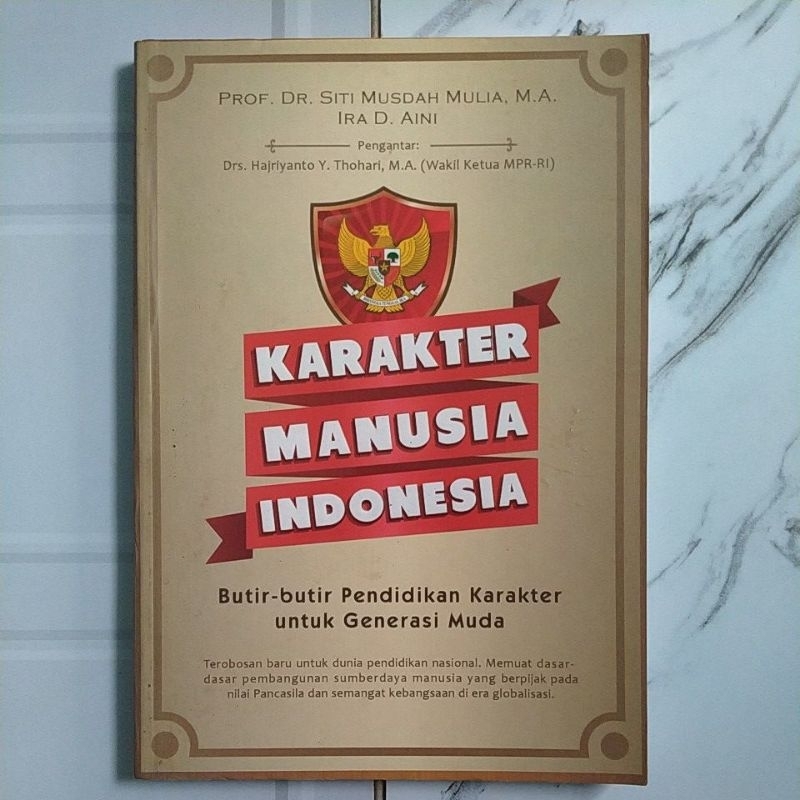 PROF. DR. SITI MUSDAH MULIA, M.A.
IRA D. AINI
Pengantar:
Drs. Hajriyanto Y. Thohari, M.A. (Wakil Ketua MPR-RI)
KARAKTER
MANUSIA
INDONESIA
Butir-butir Pendidikan Karakter
untuk Generasi Muda
Terobosan baru untuk dunia pendidikan nasional. Memuat dasar-
dasar pembangunan sumberdaya manusia yang berpijak pada
nilai Pancasila dan semangat kebangsaan di era globalisasi.